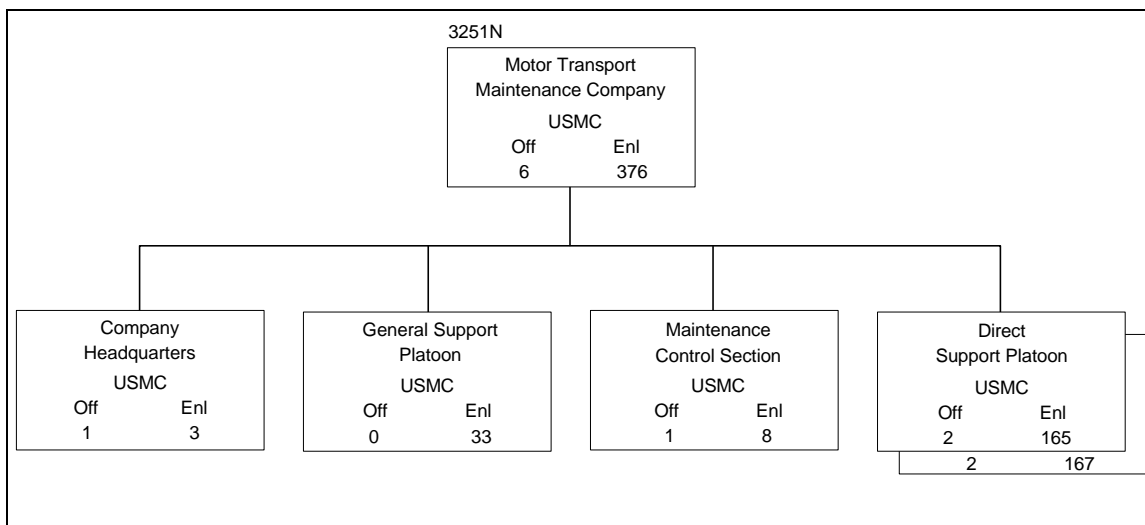 3251N
Motor Transport
Maintenance Company
USMC
Off Enl
6 376
Company
Headquarters
USMC
Off Enl
1 3
General Support
Platoon
USMC
Off Enl
0 33
Maintenance
Control Section
USMC
Off Enl
1 8
Direct
Support Platoon
USMC
Off Enl
2 165
2 167